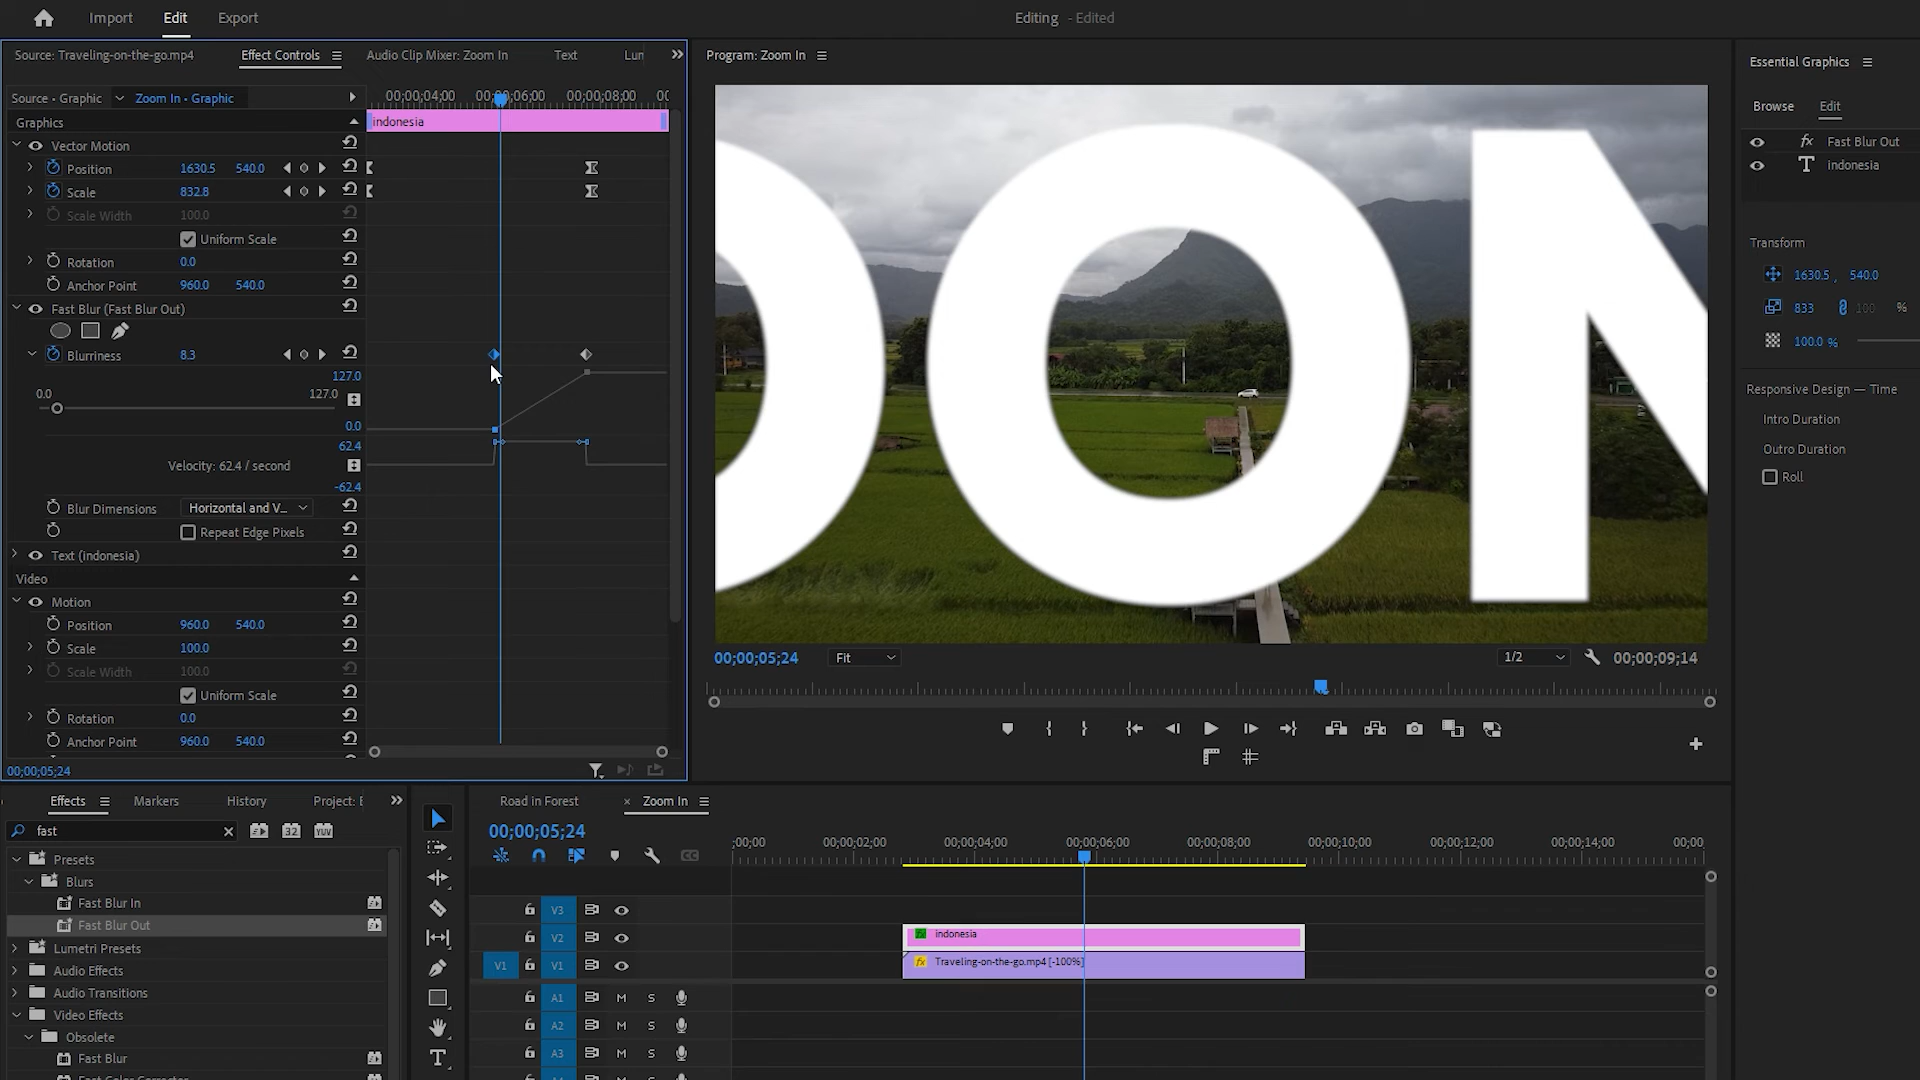 Import Edit Export Editing - Edited
Source: Traveling-on-the-go.mp4 Effect Controls Audio Clip Mixer: Zoom In Text Lun
Program: Zoom In
Essential Graphics
Source · Graphic Zoom In · Graphic
00;00;04;00 00;00;06;00 00;00;08;00 00
Browse Edit
Graphics
indonesia
Vector Motion
Position 1630.5 540.0
Scale 832.8
Scale Width 100.0
Uniform Scale
Rotation 0.0
Anchor Point 960.0 540.0
Fast Blur (Fast Blur Out)
Blurriness 8.3
127.0
0.0 127.0
0.0
62.4
Velocity: 62.4 / second
-62.4
Blur Dimensions Horizontal and V...
Repeat Edge Pixels
Text (indonesia)
Video
Motion
Position 960.0 540.0
Scale 100.0
Scale Width 100.0
Uniform Scale
Rotation 0.0
Anchor Point 960.0 540.0
00;00;05;24
OON
00;00;05;24 Fit 1/2 00;00;09;14
Fast Blur Out
indonesia
Transform
1630.5 , 540.0
833 100 %
100.0 %
Responsive Design — Time
Intro Duration
Outro Duration
Roll
Effects Markers History Project: E
fast
32 YUV
Presets
Blurs
Fast Blur In
Fast Blur Out
Lumetri Presets
Audio Effects
Audio Transitions
Video Effects
Obsolete
Fast Blur
Fast Color Corrector
Road in Forest × Zoom In
00;00;05;24
;00;00 00;00;02;00 00;00;04;00 00;00;06;00 00;00;08;00 00;00;10;00 00;00;12;00 00;00;14;00 00;00
V3
V2 indonesia
V1 V1 fx Traveling-on-the-go.mp4 [-100%]
A1 M S
A2 M S
A3 M S